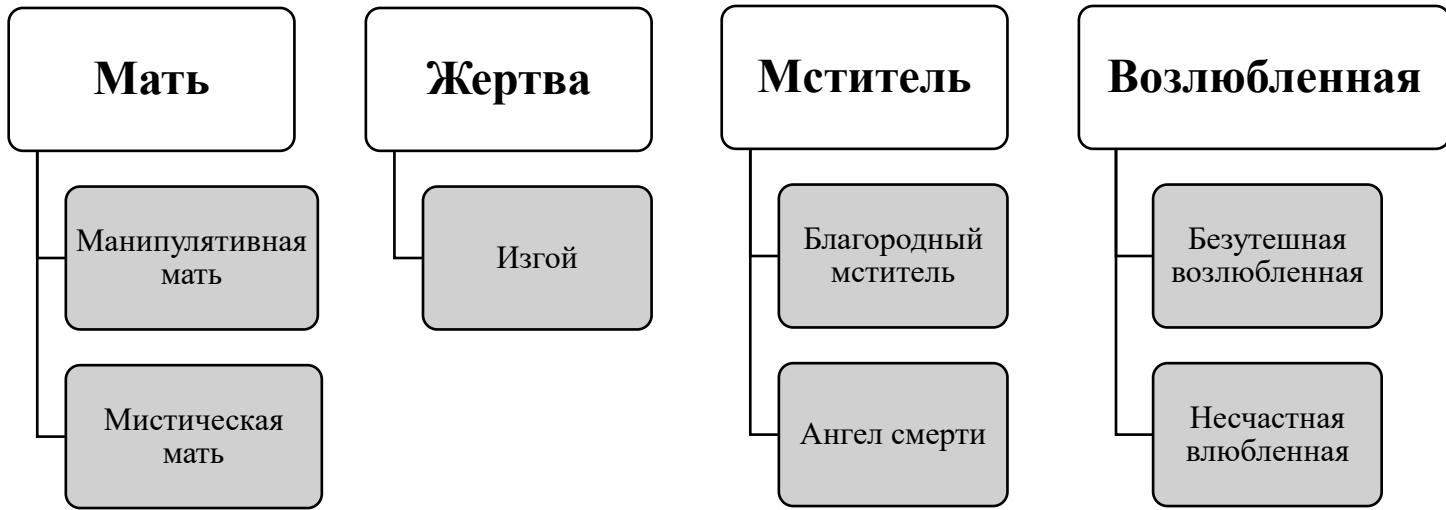 Мать
Жертва
Мститель
Возлюбленная
Манипулятивная
мать
Изгой
Благородный
мститель
Безутешная
возлюбленная
Мистическая
мать
Ангел смерти
Несчастная
влюбленная